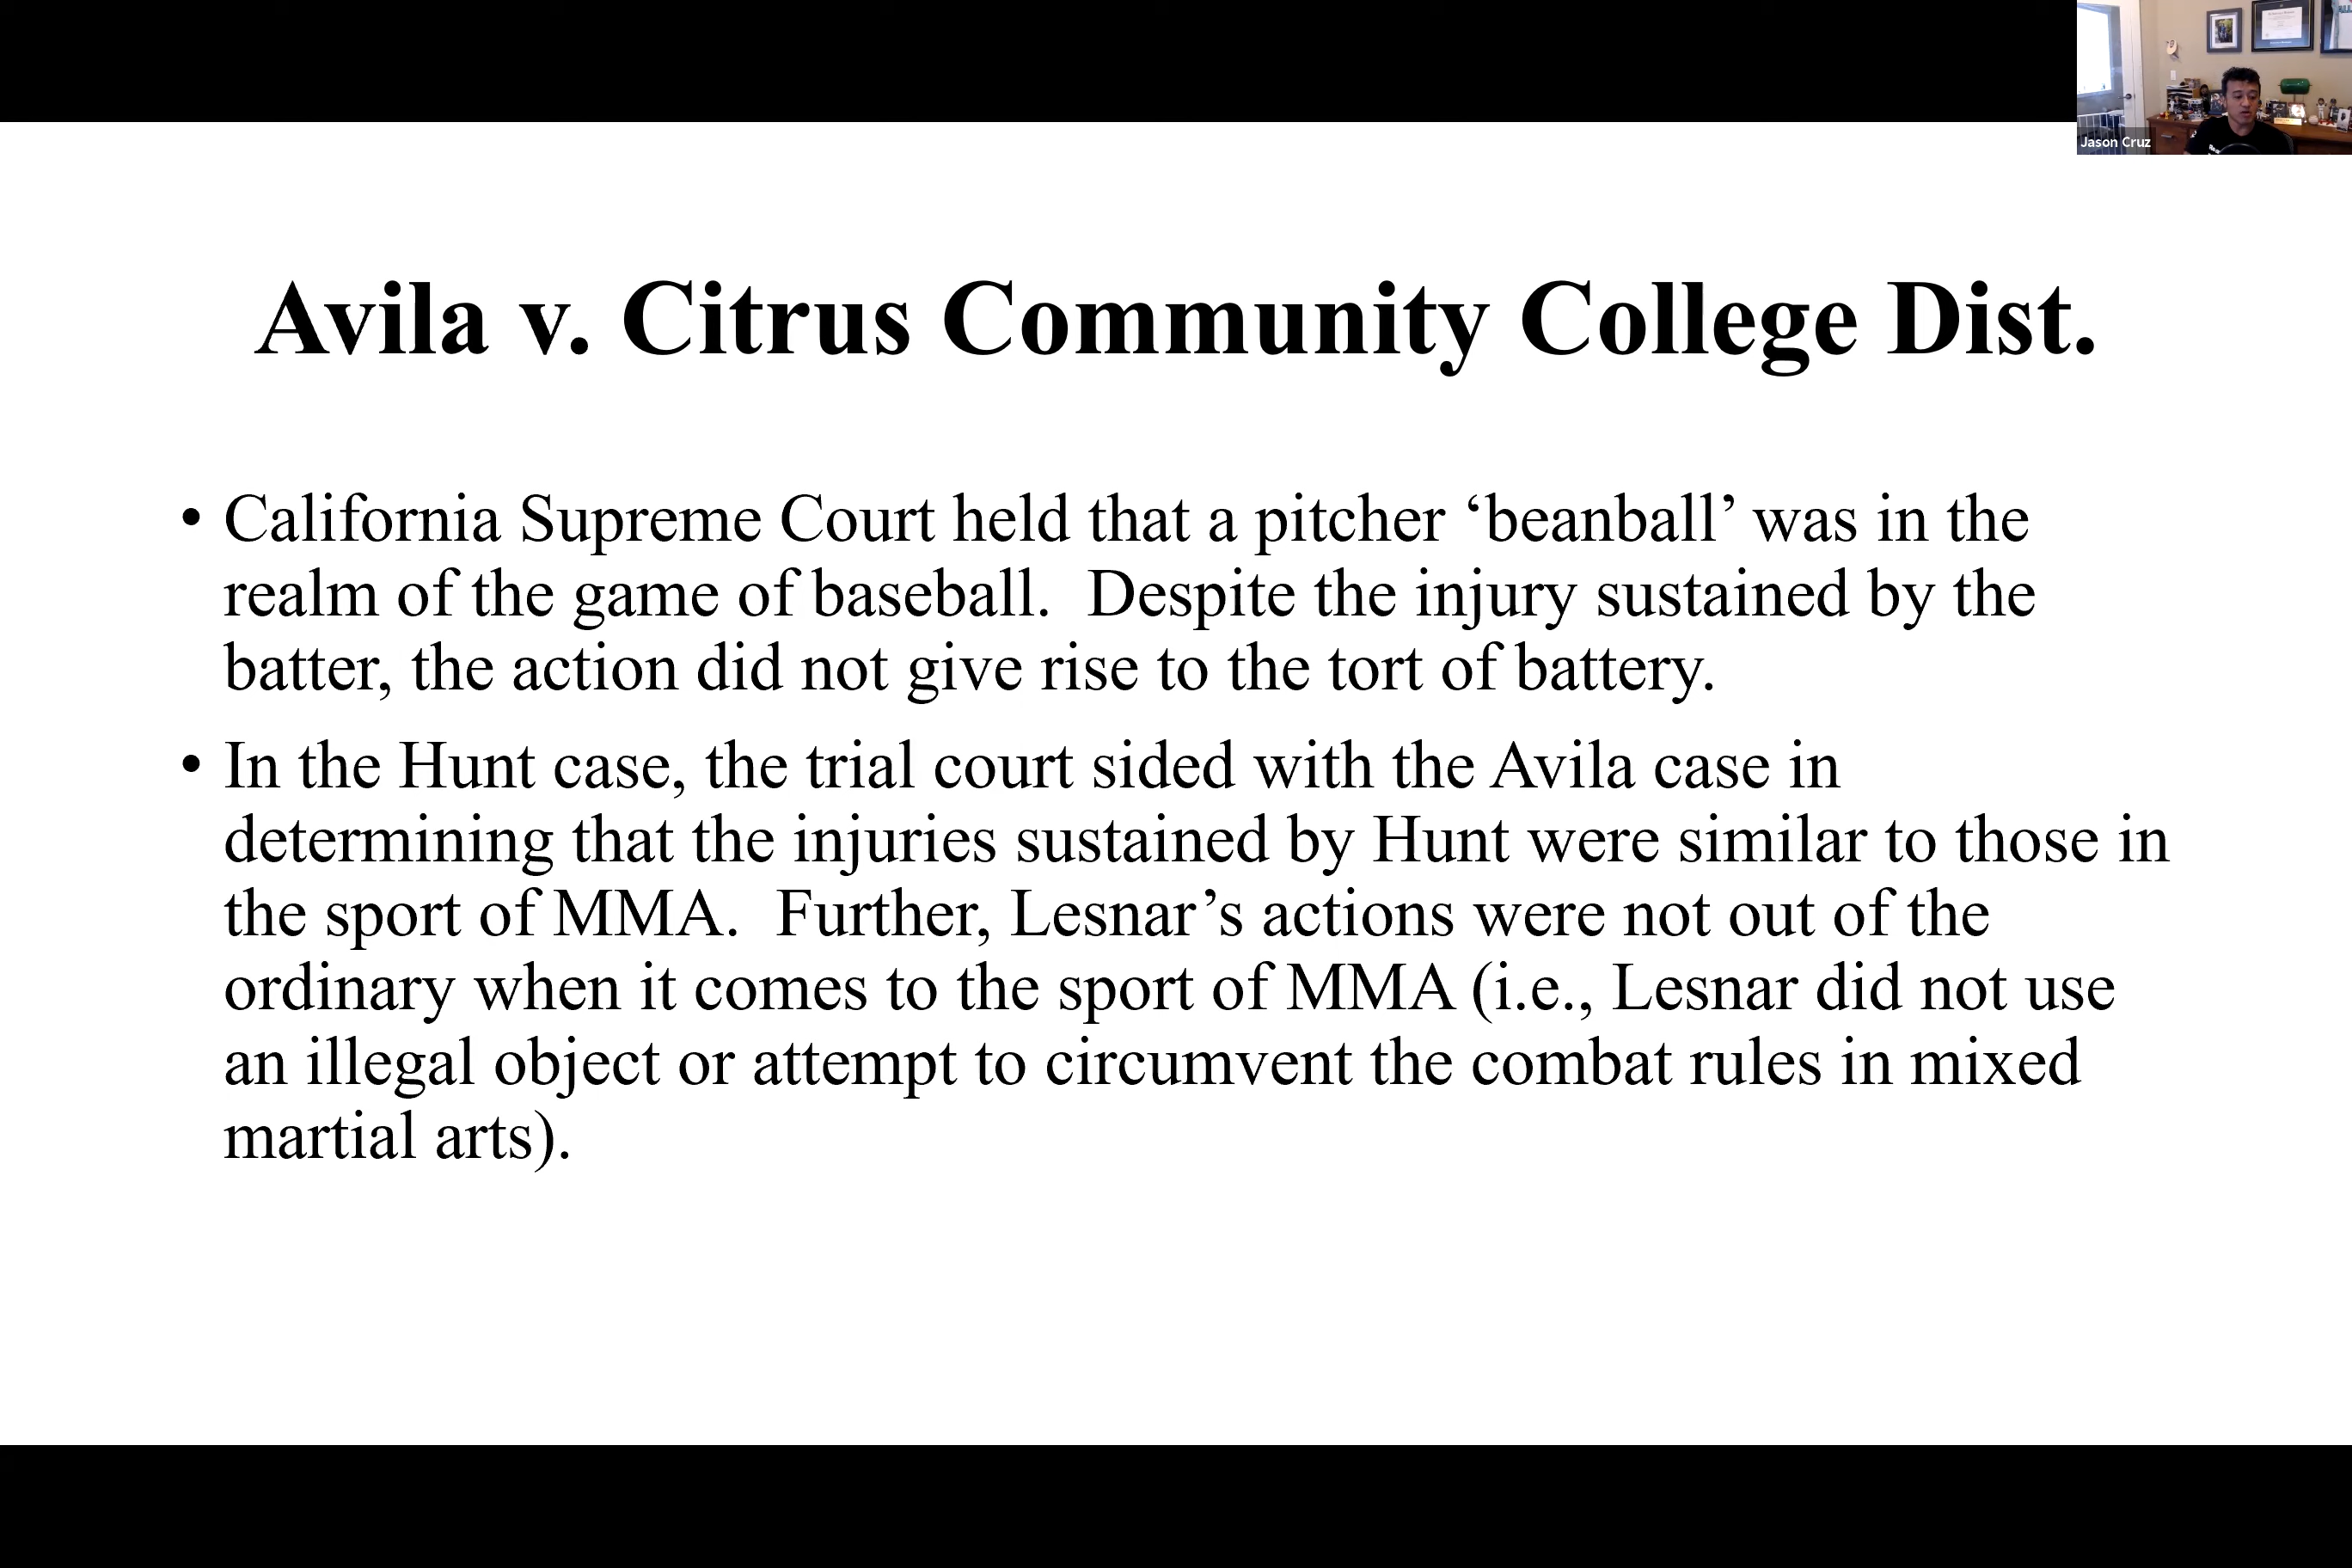 Jason Cruz
Avila v. Citrus Community College Dist.
• California Supreme Court held that a pitcher ‘beanball’ was in the
realm of the game of baseball.  Despite the injury sustained by the
batter, the action did not give rise to the tort of battery.
• In the Hunt case, the trial court sided with the Avila case in
determining that the injuries sustained by Hunt were similar to those in
the sport of MMA.  Further, Lesnar’s actions were not out of the
ordinary when it comes to the sport of MMA (i.e., Lesnar did not use
an illegal object or attempt to circumvent the combat rules in mixed
martial arts).